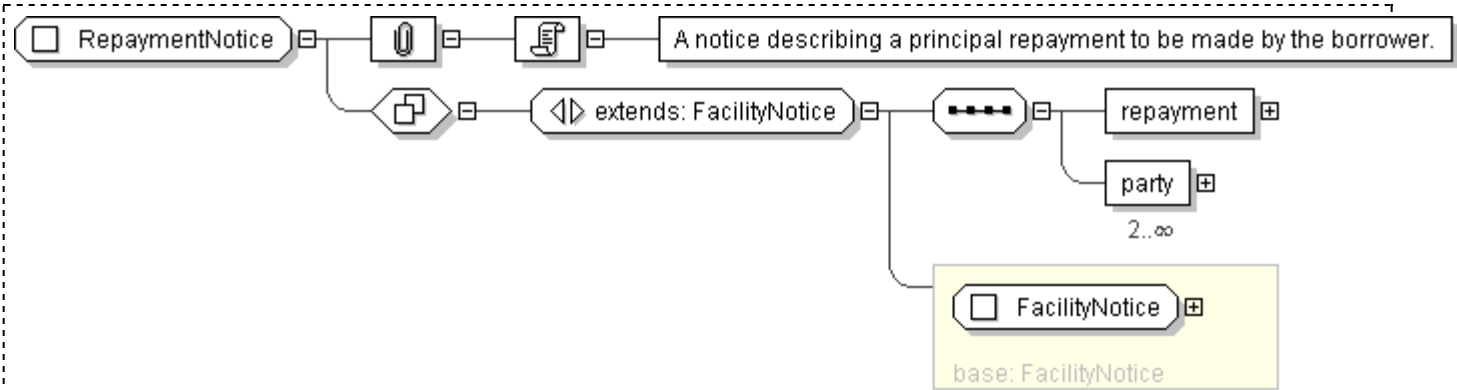 RepaymentNotice
A notice describing a principal repayment to be made by the borrower.
extends: FacilityNotice
repayment
party
2..∞
FacilityNotice
base: FacilityNotice